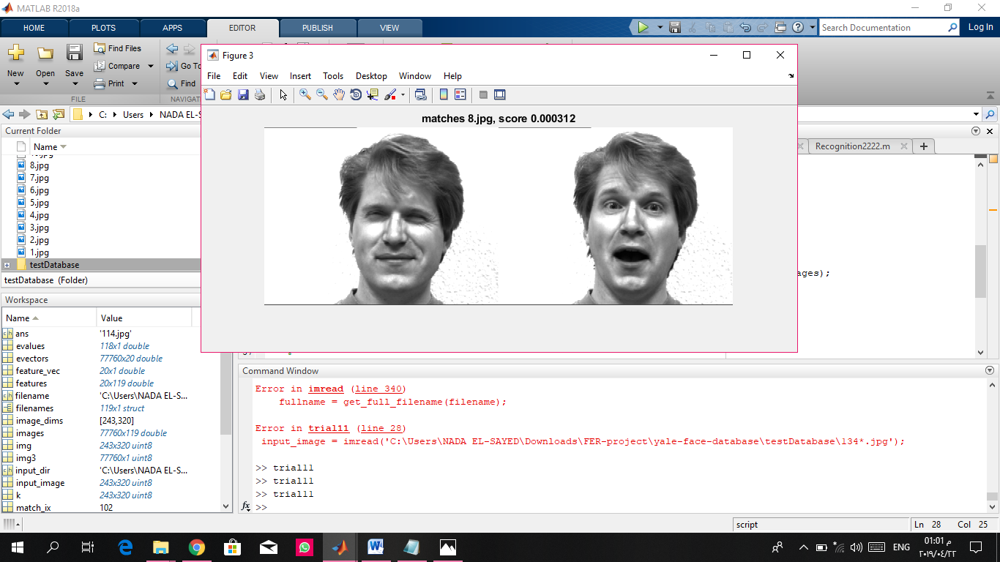 MATLAB R2018a
HOME PLOTS APPS EDITOR PUBLISH VIEW
Search Documentation
Log In
New
Open
Save
Find Files
Compare
Print
Go To
Find
FILE
NAVIGATE
C: Users NADA EL-S
Current Folder
Name
8.jpg
7.jpg
6.jpg
5.jpg
4.jpg
3.jpg
2.jpg
1.jpg
testDatabase
testDatabase (Folder)
Workspace
Name Value
ans '114.jpg'
evalues 118x1 double
evectors 77760x20 double
feature_vec 20x1 double
features 20x119 double
filename 'C:\Users\NADA EL-S...
filenames 119x1 struct
image_dims [243,320]
images 77760x119 double
img 243x320 uint8
img3 77760x1 uint8
input_dir 'C:\Users\NADA EL-S...
input_image 243x320 uint8
k 243x320 uint8
match_ix 102
Figure 3
File Edit View Insert Tools Desktop Window Help
matches 8.jpg, score 0.000312
Recognition2222.m
ages);
Command Window
Error in imread (line 340)
fullname = get_full_filename(filename);
Error in trial11 (line 28)
input_image = imread('C:\Users\NADA EL-SAYED\Downloads\FER-project\yale-face-database\testDatabase\134*.jpg');
>> trial11
>> trial11
>> trial11
fx >>
script
Ln 28 Col 25
ENG
01:01 م
٢٠١٩/٠٤/٢٢